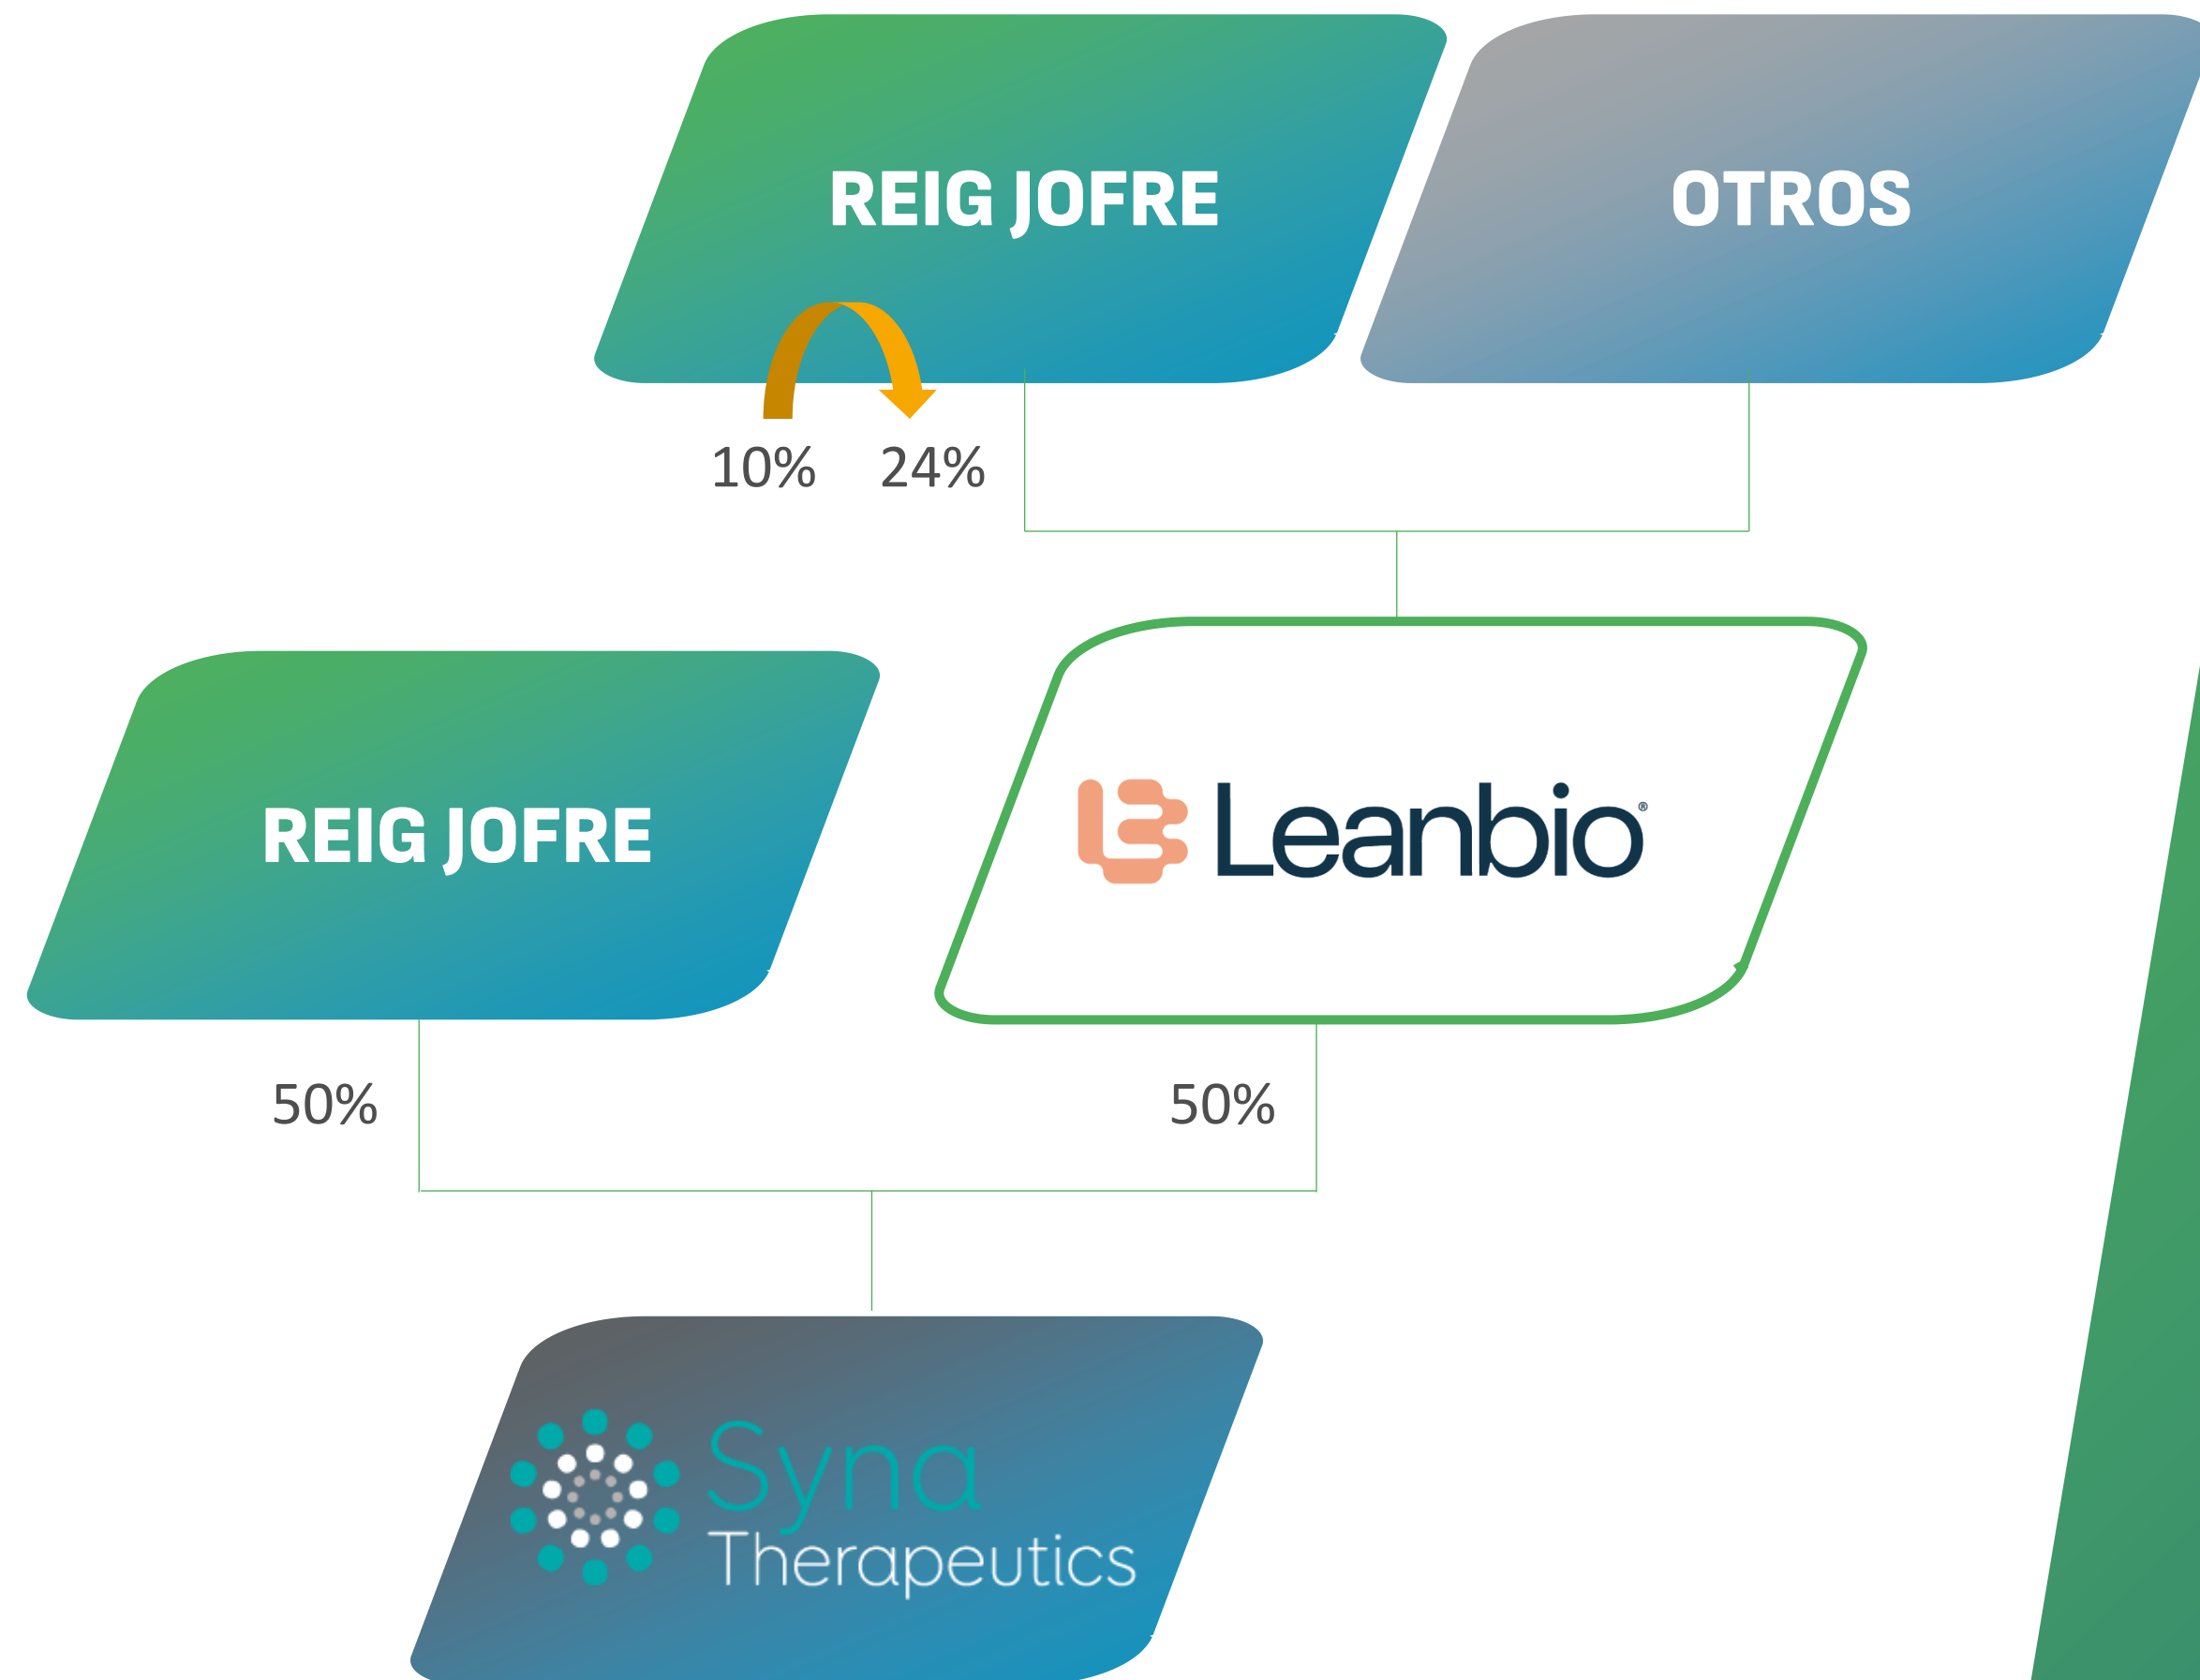 REIG JOFRE
OTROS
10% 24%
REIG JOFRE
Leanbio®
50%
50%
Syna
Therapeutics